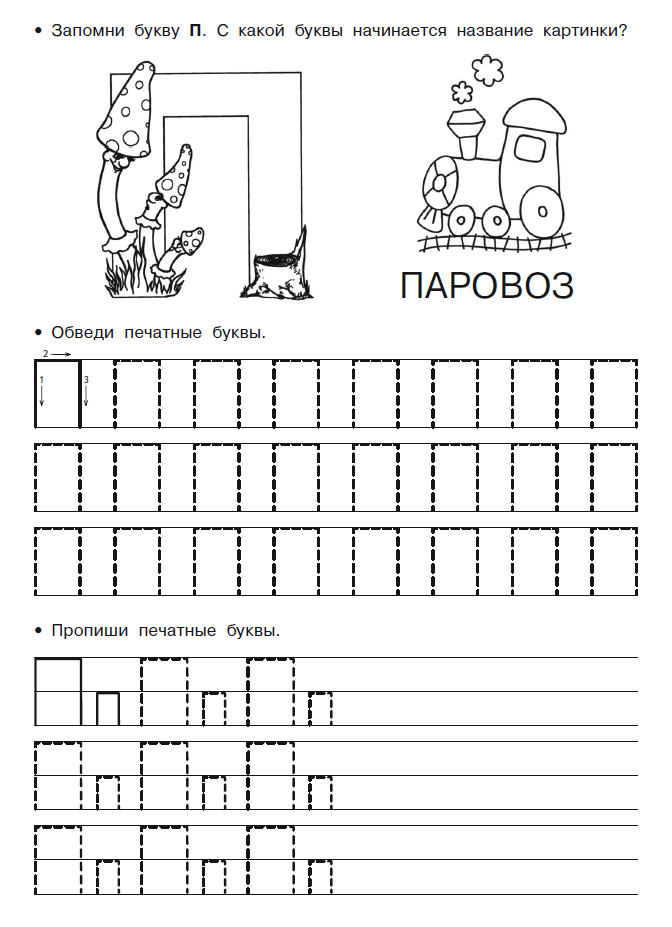 • Запомни букву П. С какой буквы начинается название картинки?
ПАРОВОЗ
• Обведи печатные буквы.
2
1 3
П П П П П П П П
П П П П П П П П
П П П П П П П П
• Пропиши печатные буквы.
П п П п П п
П п П п П п
П п П п П п